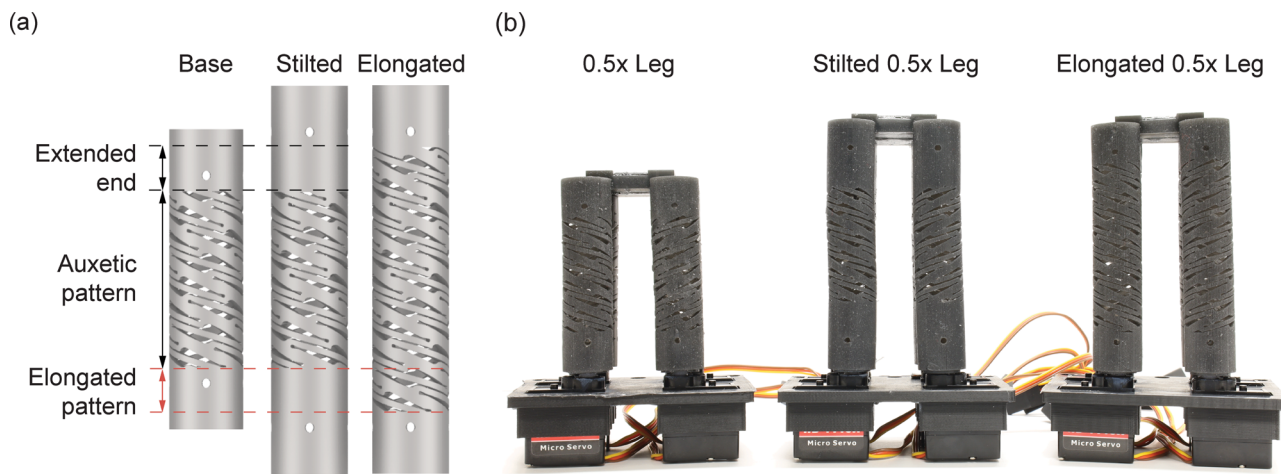 (a)
Base
Stilted
Elongated
Extended
end
Auxetic
pattern
Elongated
pattern
(b)
0.5x Leg
Stilted 0.5x Leg
Elongated 0.5x Leg
Micro Servo
Micro Servo
Micro Servo